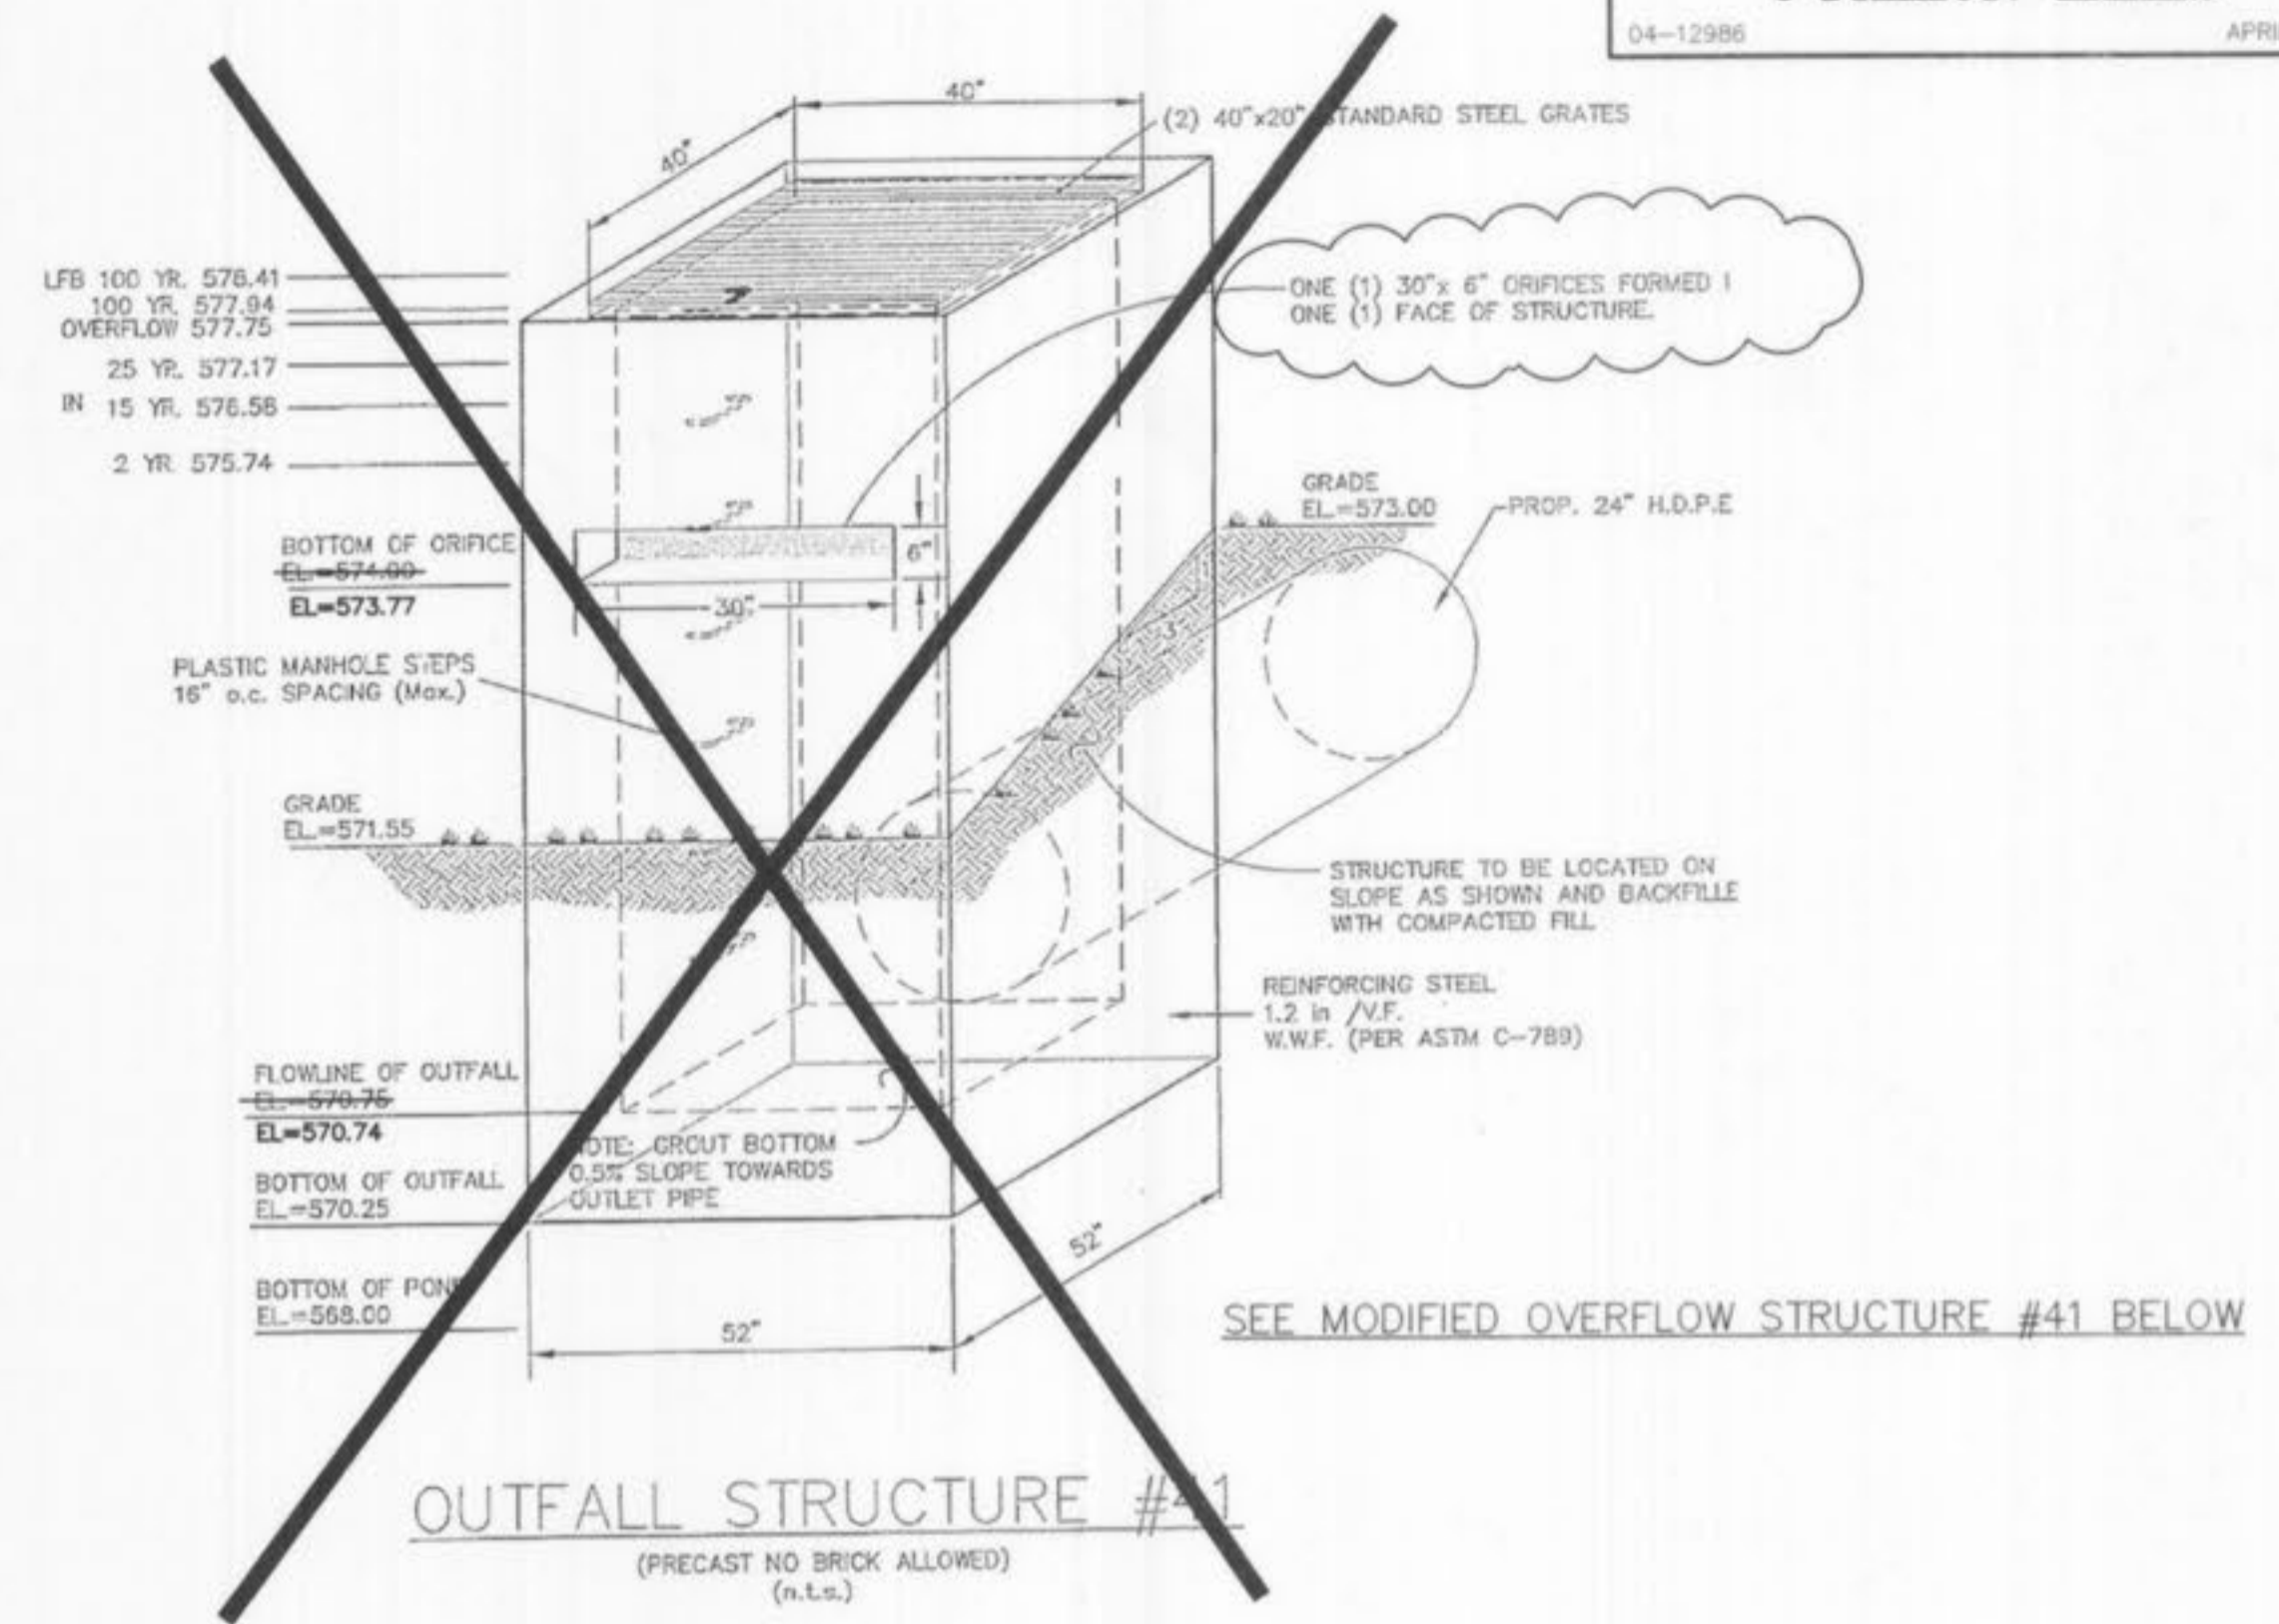 04-12986
APRI
40"
40"
(2) 40"x20" STANDARD STEEL GRATES
LFB 100 YR. 578.41
100 YR. 577.94
OVERFLOW 577.75
25 YR. 577.17
IN 15 YR. 576.58
2 YR. 575.74
ONE (1) 30"x 6" ORIFICES FORMED I
ONE (1) FACE OF STRUCTURE.
BOTTOM OF ORIFICE
EL.=574.00
EL=573.77
6"
30"
GRADE
EL.=573.00
PROP. 24" H.D.P.E
3
PLASTIC MANHOLE STEPS
16" o.c. SPACING (Max.)
GRADE
EL.=571.55
STRUCTURE TO BE LOCATED ON
SLOPE AS SHOWN AND BACKFILLE
WITH COMPACTED FILL
REINFORCING STEEL
1.2 in /V.F.
W.W.F. (PER ASTM C-789)
FLOWLINE OF OUTFALL
EL.=570.75
EL=570.74
NOTE: GROUT BOTTOM
0.5% SLOPE TOWARDS
OUTLET PIPE
BOTTOM OF OUTFALL
EL.=570.25
BOTTOM OF POND
EL.=568.00
52"
52"
SEE MODIFIED OVERFLOW STRUCTURE #41 BELOW
OUTFALL STRUCTURE #41
(PRECAST NO BRICK ALLOWED)
(n.t.s.)